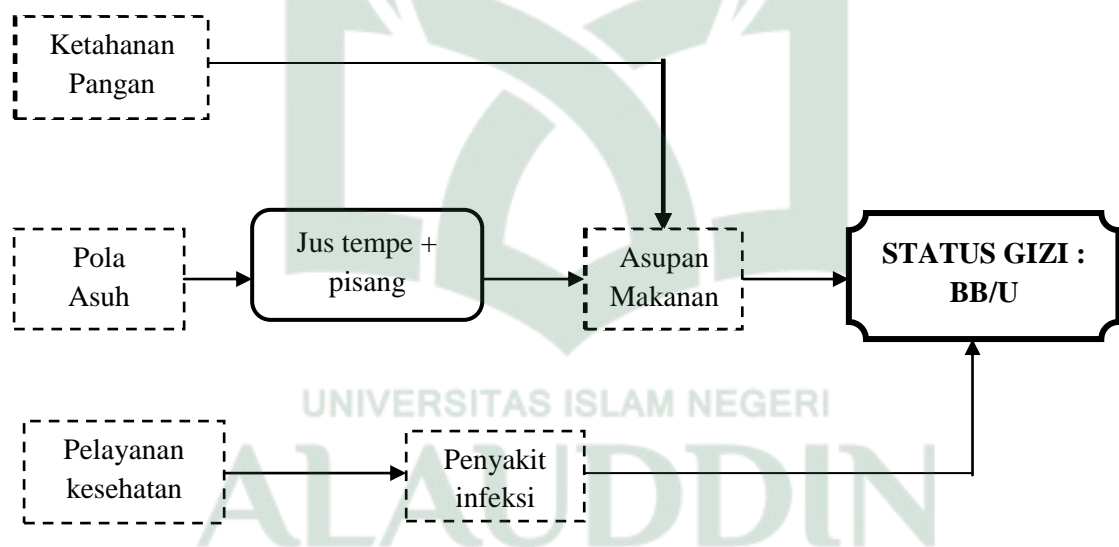 Ketahanan
Pangan
Pola
Asuh
Jus tempe +
pisang
Asupan
Makanan
STATUS GIZI :
BB/U
UNIVERSITAS ISLAM NEGERI
ALAUDDIN
Pelayanan
kesehatan
Penyakit
infeksi